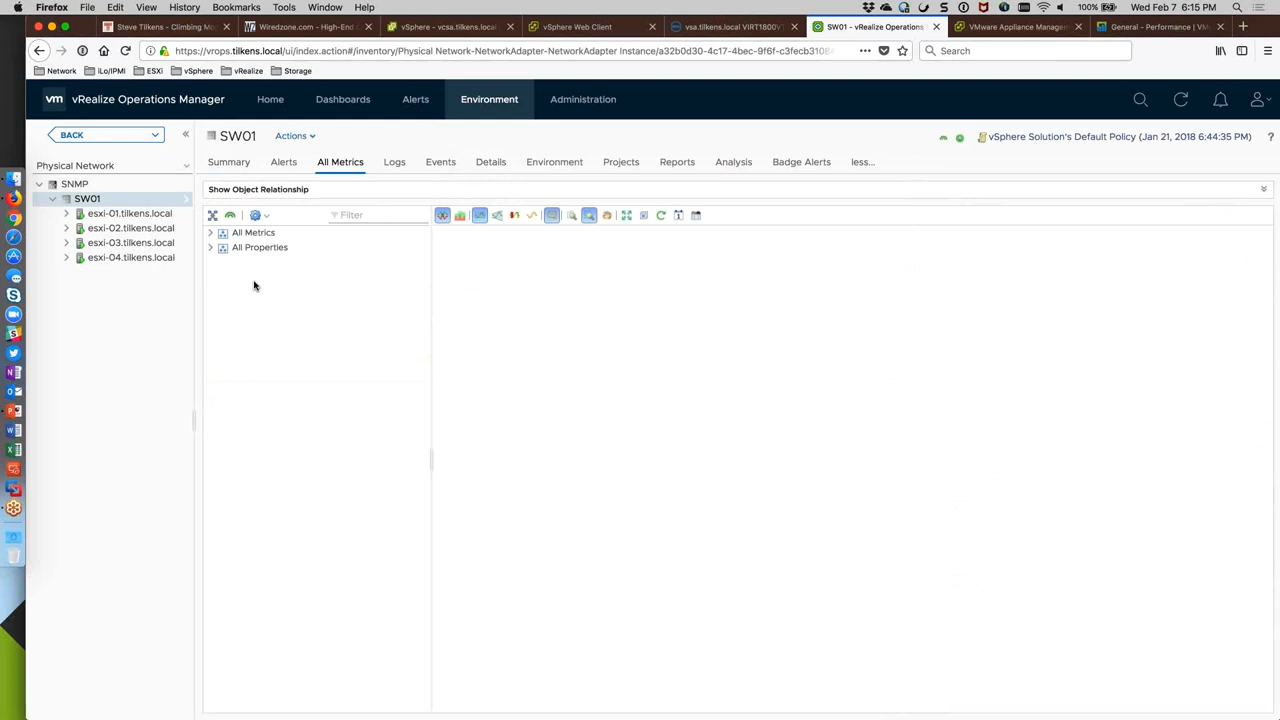 Firefox File Edit View History Bookmarks Tools Window Help 100% Wed Feb 7 6:15 PM
Steve Tilkens - Climbing Mo Wiredzone.com - High-End vSphere - vcsa.tilkens.local vSphere Web Client vsa.tilkens.local VIRT1800V SW01 - vRealize Operations VMware Appliance Manage General - Performance | VM
https://vrops.tilkens.local/ui/index.action#/inventory/Physical Network-NetworkAdapter-NetworkAdapter Instance/a32b0d30-4c17-4bec-9f6f-c3fecb3108 Search
Network iLo/IPMI ESXi vSphere vRealize Storage
vm vRealize Operations Manager Home Dashboards Alerts Environment Administration
BACK SW01 Actions vSphere Solution's Default Policy (Jan 21, 2018 6:44:35 PM) ?
Physical Network Summary Alerts All Metrics Logs Events Details Environment Projects Reports Analysis Badge Alerts less...
SNMP
SW01
esxi-01.tilkens.local
esxi-02.tilkens.local
esxi-03.tilkens.local
esxi-04.tilkens.local
Show Object Relationship
Filter
All Metrics
All Properties